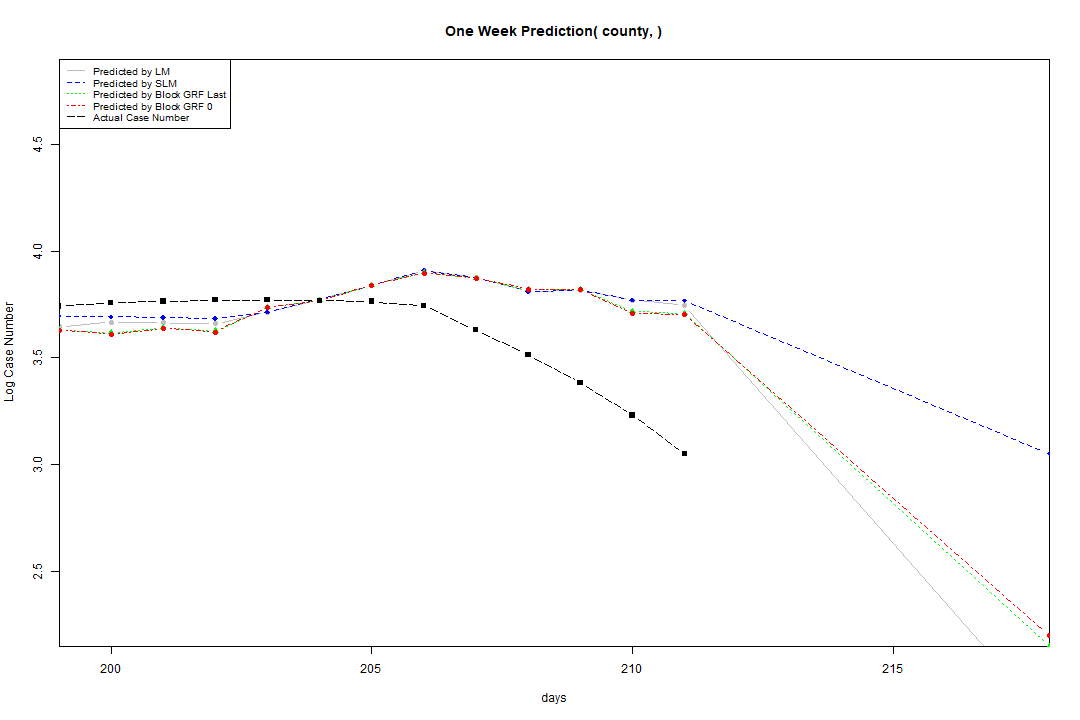 One Week Prediction( county, )
Predicted by LM
Predicted by SLM
Predicted by Block GRF Last
Predicted by Block GRF 0
Actual Case Number
4.5
4.0
3.5
3.0
2.5
Log Case Number
200
205
210
215
days